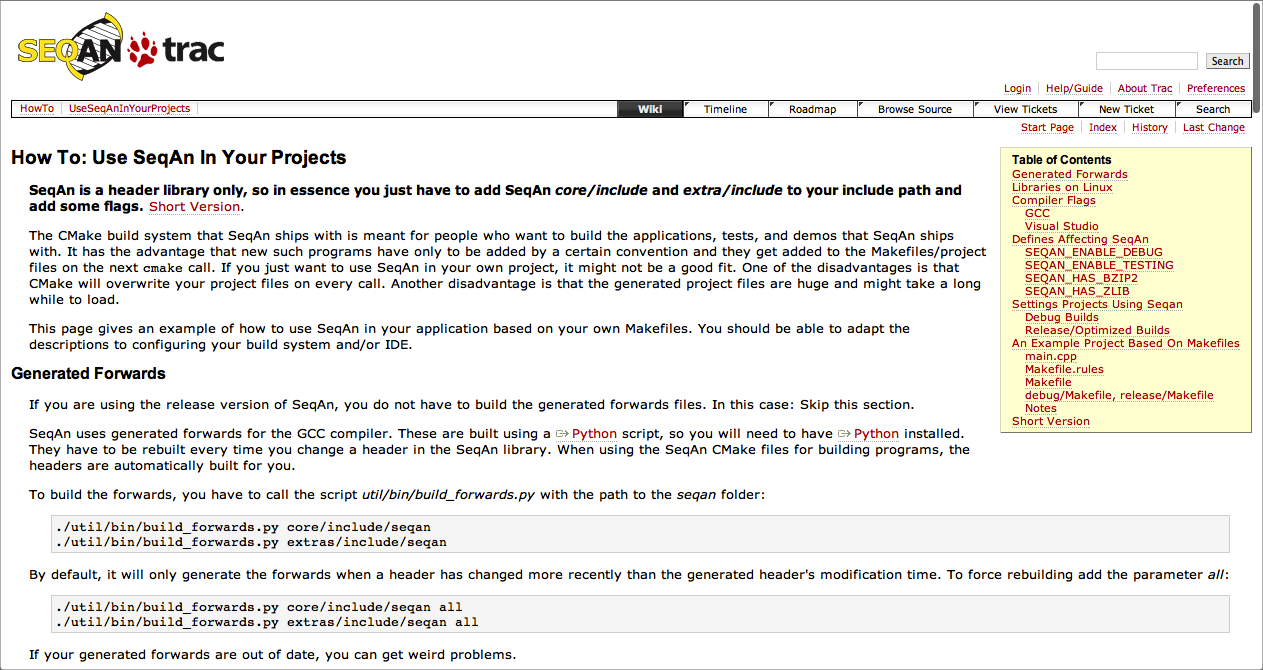 SEQAN trac
Search
Login Help/Guide About Trac Preferences
HowTo UseSeqAnInYourProjects Wiki Timeline Roadmap Browse Source View Tickets New Ticket Search
Start Page Index History Last Change
How To: Use SeqAn In Your Projects
SeqAn is a header library only, so in essence you just have to add SeqAn core/include and extra/include to your include path and
add some flags. Short Version.
The CMake build system that SeqAn ships with is meant for people who want to build the applications, tests, and demos that SeqAn ships
with. It has the advantage that new such programs have only to be added by a certain convention and they get added to the Makefiles/project
files on the next cmake call. If you just want to use SeqAn in your own project, it might not be a good fit. One of the disadvantages is that
CMake will overwrite your project files on every call. Another disadvantage is that the generated project files are huge and might take a long
while to load.
This page gives an example of how to use SeqAn in your application based on your own Makefiles. You should be able to adapt the
descriptions to configuring your build system and/or IDE.
Table of Contents
Generated Forwards
Libraries on Linux
Compiler Flags
GCC
Visual Studio
Defines Affecting SeqAn
SEQAN_ENABLE_DEBUG
SEQAN_ENABLE_TESTING
SEQAN_HAS_BZIP2
SEQAN_HAS_ZLIB
Settings Projects Using Seqan
Debug Builds
Release/Optimized Builds
An Example Project Based On Makefiles
main.cpp
Makefile.rules
Makefile
debug/Makefile, release/Makefile
Notes
Short Version
Generated Forwards
If you are using the release version of SeqAn, you do not have to build the generated forwards files. In this case: Skip this section.
SeqAn uses generated forwards for the GCC compiler. These are built using a Python script, so you will need to have Python installed.
They have to be rebuilt every time you change a header in the SeqAn library. When using the SeqAn CMake files for building programs, the
headers are automatically built for you.
To build the forwards, you have to call the script util/bin/build_forwards.py with the path to the seqan folder:
./util/bin/build_forwards.py core/include/seqan
./util/bin/build_forwards.py extras/include/seqan
By default, it will only generate the forwards when a header has changed more recently than the generated header's modification time. To force rebuilding add the parameter all:
./util/bin/build_forwards.py core/include/seqan all
./util/bin/build_forwards.py extras/include/seqan all
If your generated forwards are out of date, you can get weird problems.